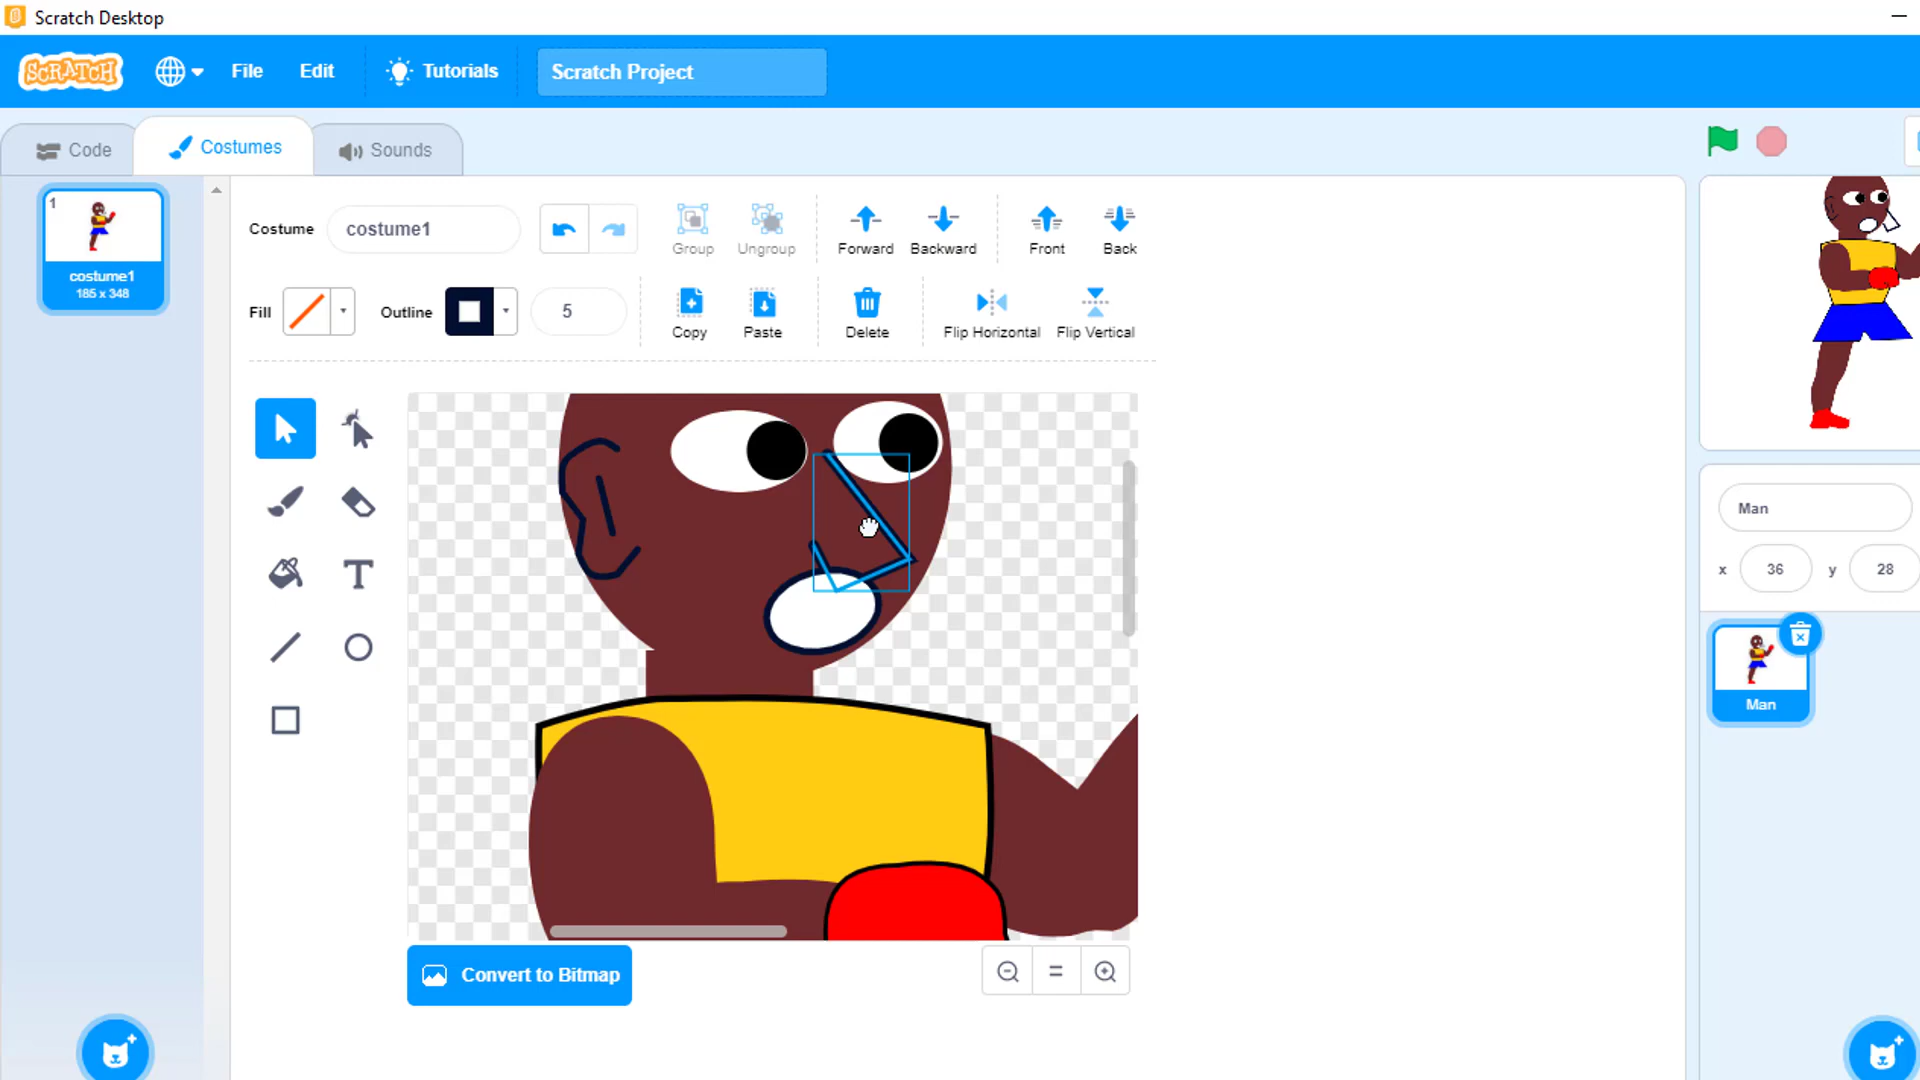 Scratch Desktop
SCRATCH
File
Edit
Tutorials
Scratch Project
Code
Costumes
Sounds
1
costume1
185 x 348
Costume
costume1
Group
Ungroup
Forward
Backward
Front
Back
Fill
Outline
5
Copy
Paste
Delete
Flip Horizontal
Flip Vertical
Convert to Bitmap
Man
x
36
y
28
Man